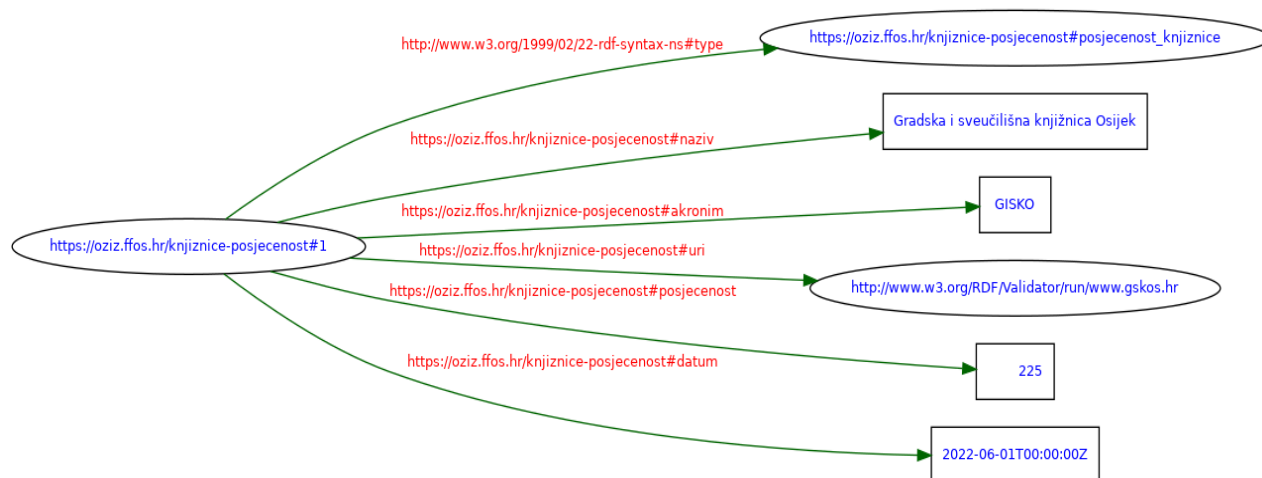 http://www.w3.org/1999/02/22-rdf-syntax-ns#type
https://oziz.ffos.hr/knjiznice-posjecenost#posjecenost_knjiznice
https://oziz.ffos.hr/knjiznice-posjecenost#naziv
Gradska i sveučilišna knjižnica Osijek
https://oziz.ffos.hr/knjiznice-posjecenost#akronim
GISKO
https://oziz.ffos.hr/knjiznice-posjecenost#1
https://oziz.ffos.hr/knjiznice-posjecenost#uri
http://www.w3.org/RDF/Validator/run/www.gskos.hr
https://oziz.ffos.hr/knjiznice-posjecenost#posjecenost
225
https://oziz.ffos.hr/knjiznice-posjecenost#datum
2022-06-01T00:00:00Z